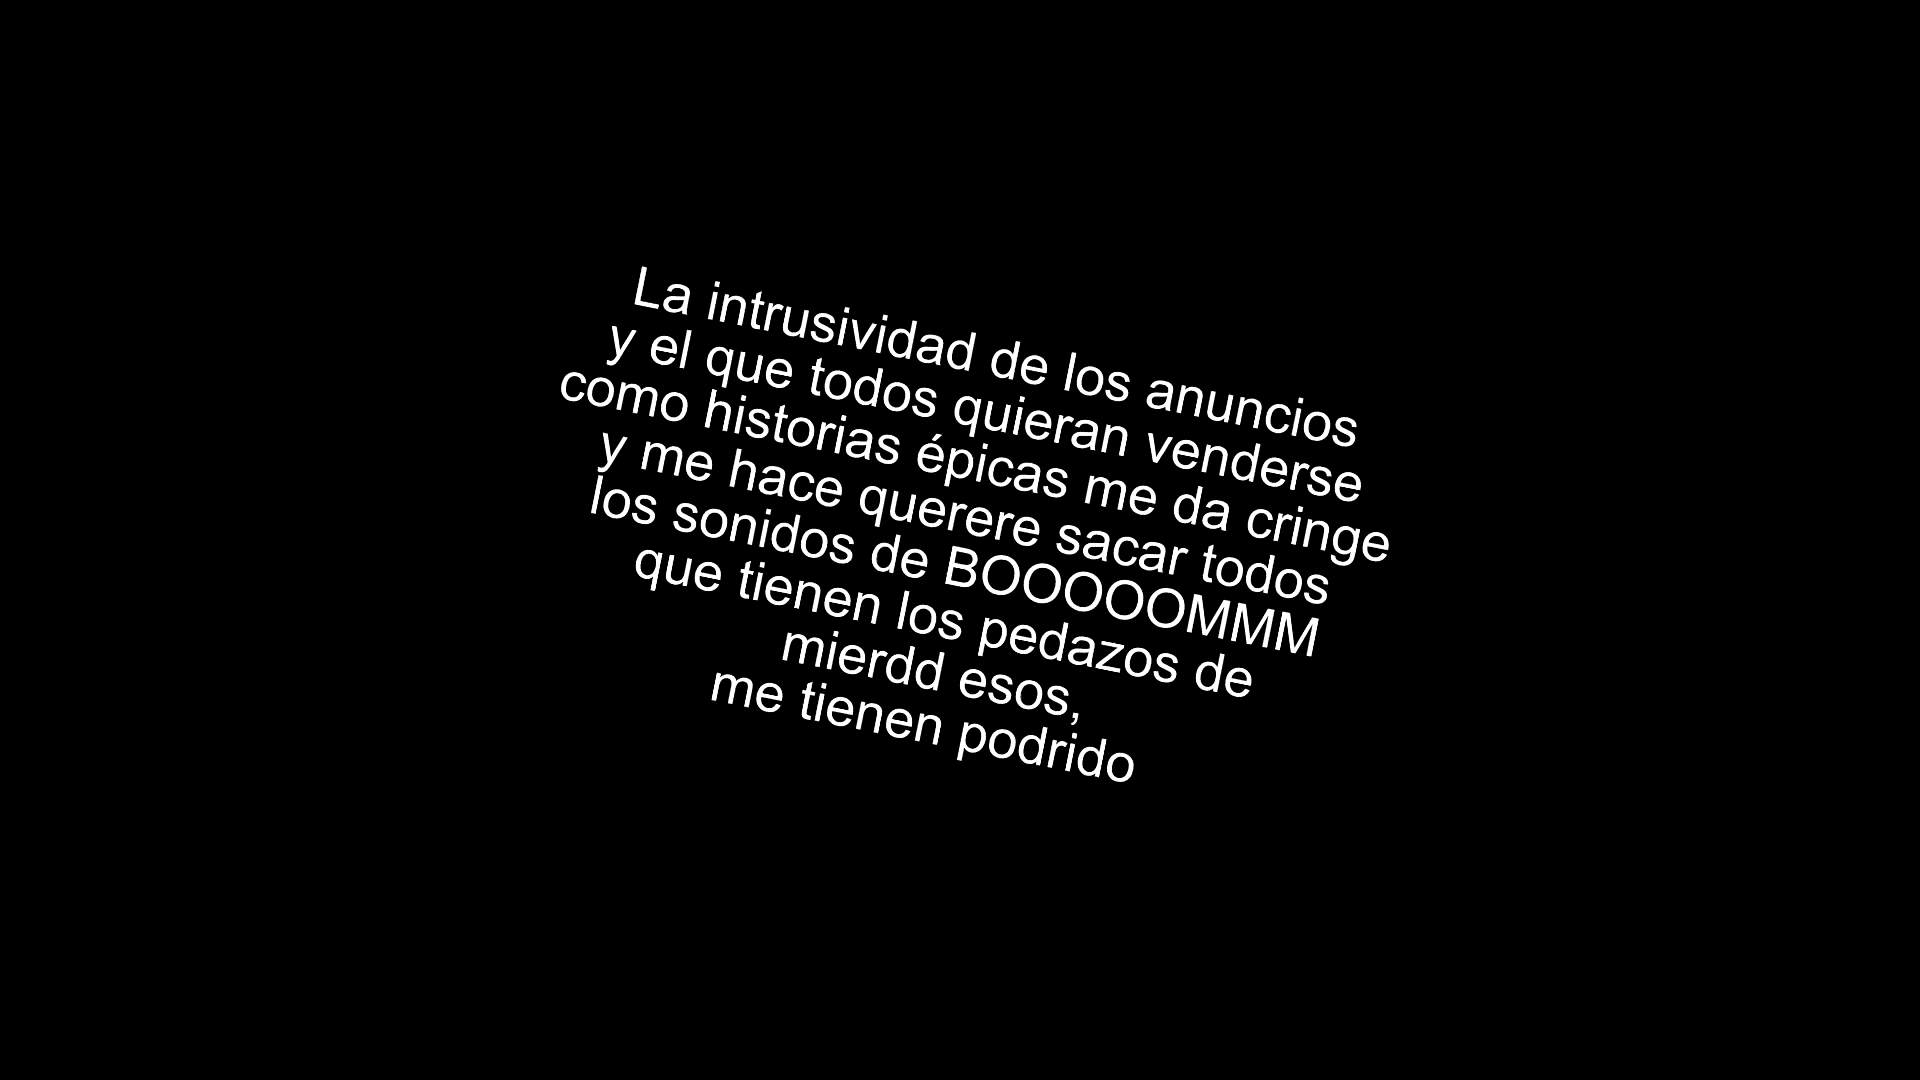 La intrusividad de los anuncios
y el que todos quieran venderse
como historias épicas me da cringe
y me hace querere sacar todos
los sonidos de BOOOOOMMM
que tienen los pedazos de
mierdd esos,
me tienen podrido